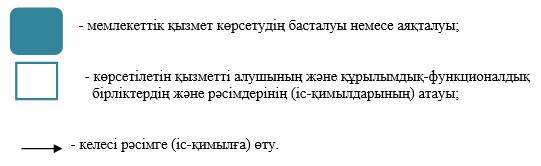 - мемлекеттік қызмет көрсетудің басталуы немесе аяқталуы;
- көрсетілетін қызметті алушының және құрылымдық-функционалдық
бірліктердің және рәсімдерінің (іс-қимылдарының) атауы;
- келесі рәсімге (іс-қимылға) өту.